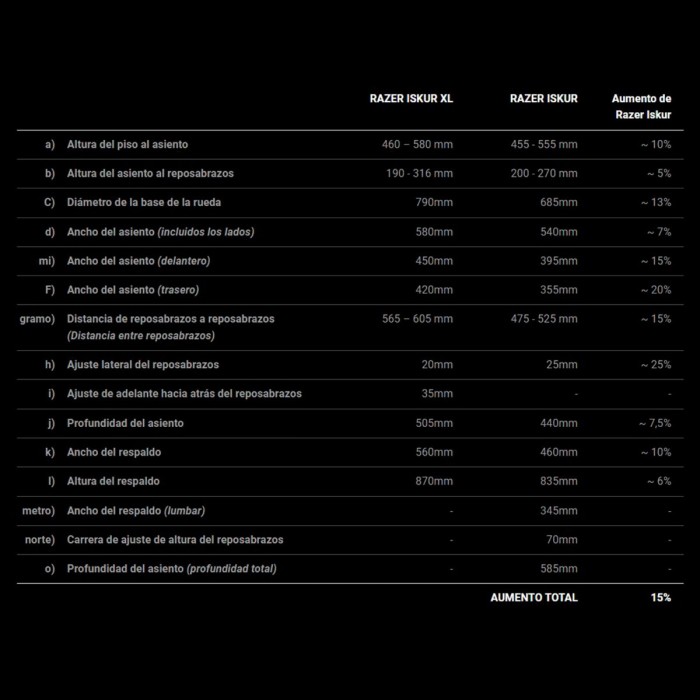 RAZER ISKUR XL RAZER ISKUR Aumento de
Razer Iskur
a) Altura del piso al asiento 460 – 580 mm 455 - 555 mm ~ 10%
b) Altura del asiento al reposabrazos 190 - 316 mm 200 - 270 mm ~ 5%
C) Diámetro de la base de la rueda 790mm 685mm ~ 13%
d) Ancho del asiento (incluidos los lados) 580mm 540mm ~ 7%
mi) Ancho del asiento (delantero) 450mm 395mm ~ 15%
F) Ancho del asiento (trasero) 420mm 355mm ~ 20%
gramo) Distancia de reposabrazos a reposabrazos 565 – 605 mm 475 - 525 mm ~ 15%
(Distancia entre reposabrazos)
h) Ajuste lateral del reposabrazos 20mm 25mm ~ 25%
i) Ajuste de adelante hacia atrás del reposabrazos 35mm - -
j) Profundidad del asiento 505mm 440mm ~ 7,5%
k) Ancho del respaldo 560mm 460mm ~ 10%
l) Altura del respaldo 870mm 835mm ~ 6%
metro) Ancho del respaldo (lumbar) - 345mm -
norte) Carrera de ajuste de altura del reposabrazos - 70mm -
o) Profundidad del asiento (profundidad total) - 585mm -
AUMENTO TOTAL 15%